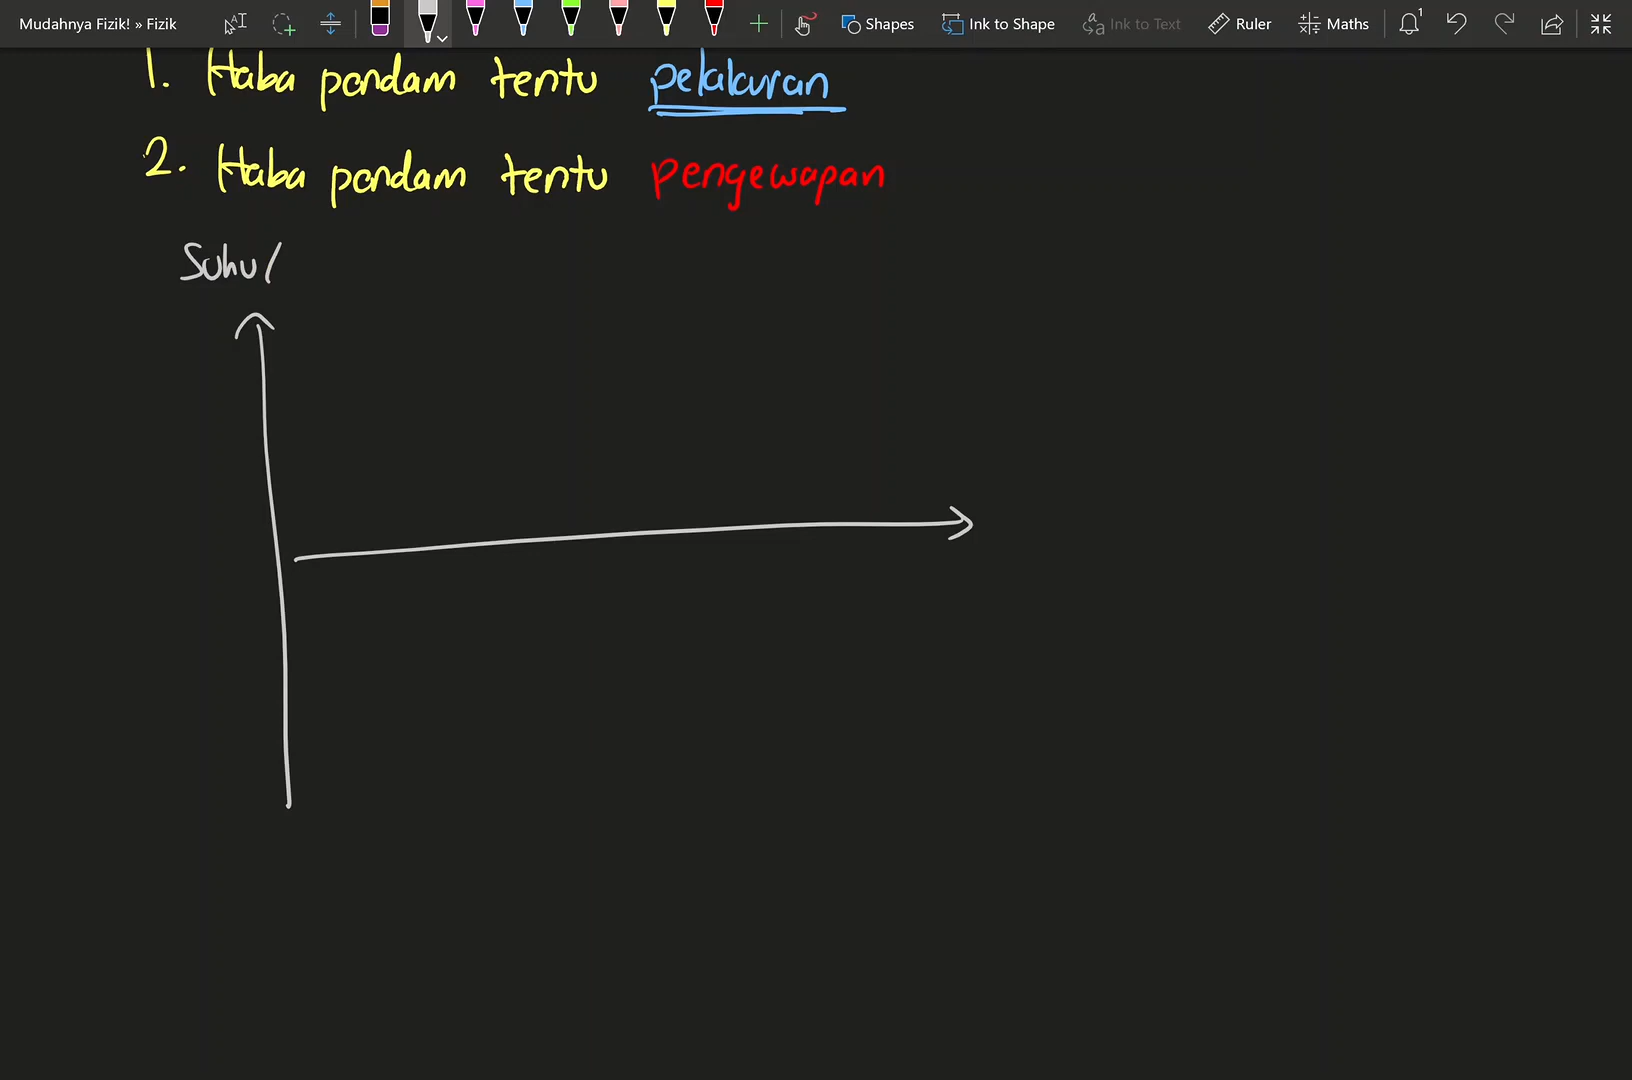 Mudahnya Fizik! » Fizik Shapes Ink to Shape Ink to Text Ruler Maths 1
1. Haba pendam tentu pelakuran
2. Haba pendam tentu pengewapan
Suhu/